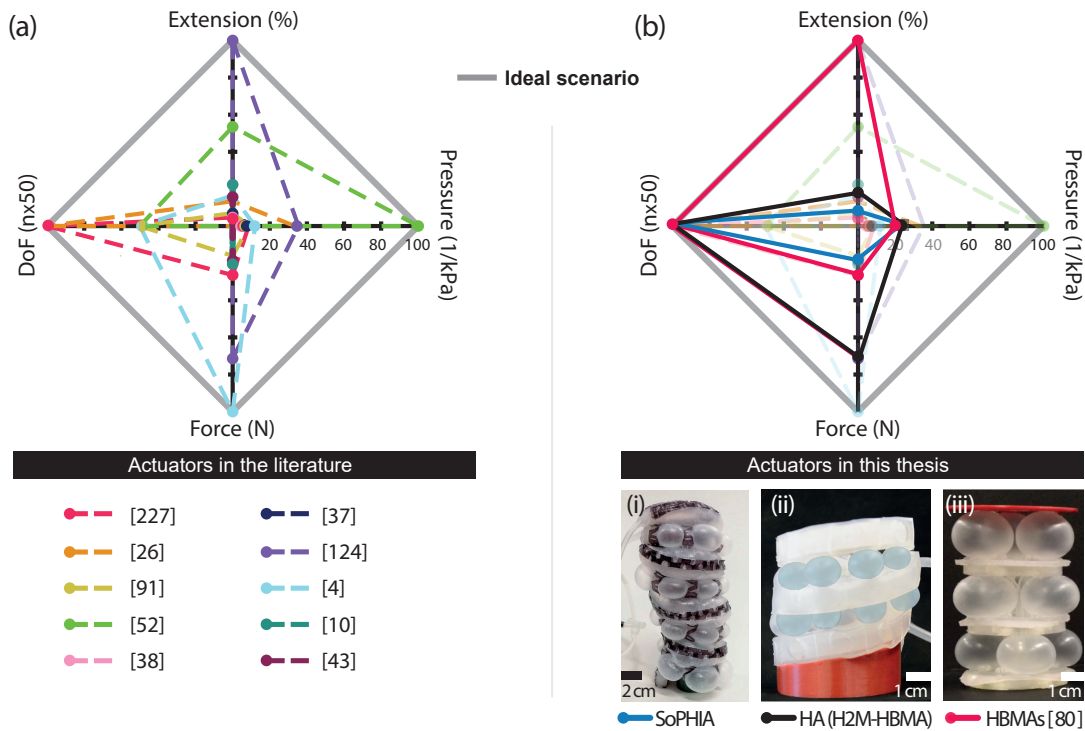 (a)
Extension (%)
DoF (nx50)
Pressure (1/kPa)
20 40 60 80 100
Force (N)
Ideal scenario
Actuators in the literature
[227]
[26]
[91]
[52]
[38]
[37]
[124]
[4]
[10]
[43]
(b)
Extension (%)
DoF (nx50)
Pressure (1/kPa)
20 40 60 80 100
Force (N)
Actuators in this thesis
(i)
2 cm
(ii)
1 cm
(iii)
1 cm
SoPHIA
HA (H2M-HBMA)
HBMAs [80]